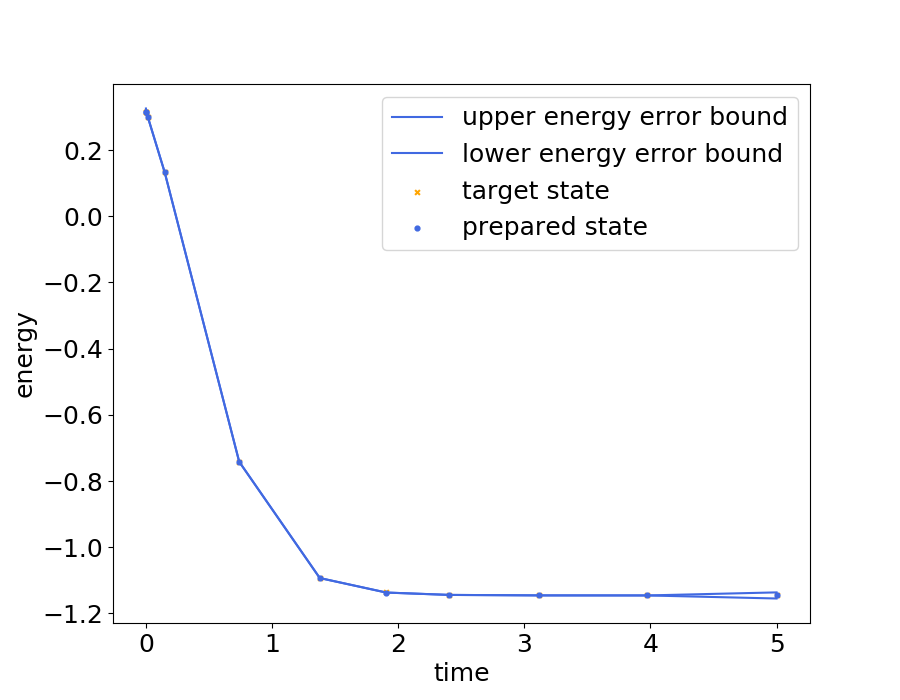 upper energy error bound
lower energy error bound
target state
prepared state
0.2
0.0
−0.2
−0.4
−0.6
−0.8
−1.0
−1.2
energy
0 1 2 3 4 5
time